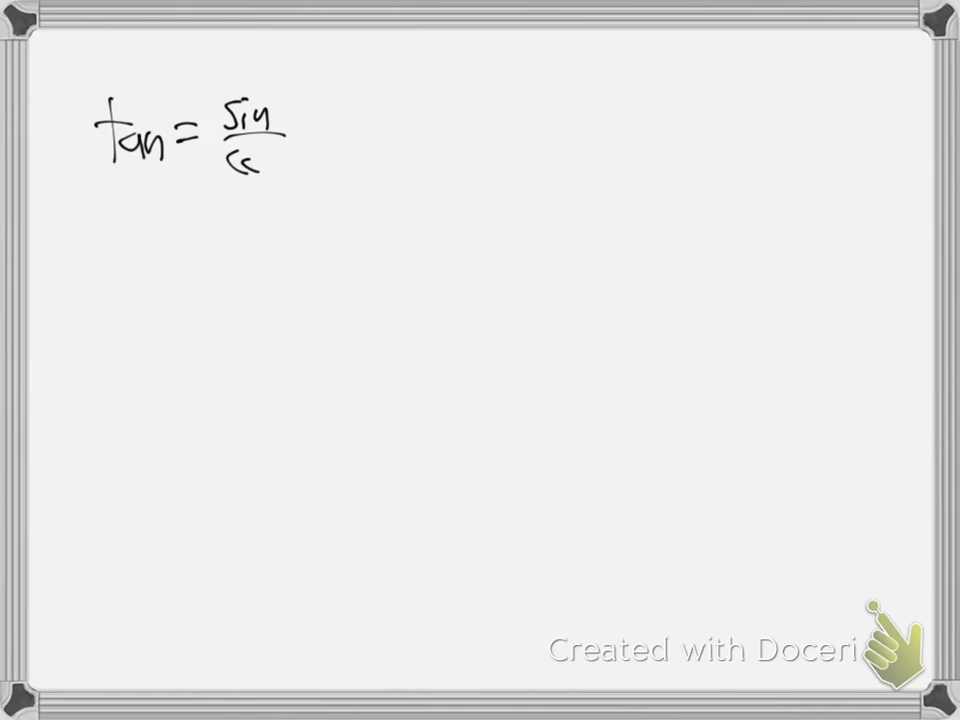 tan = sin
Created with Doceri